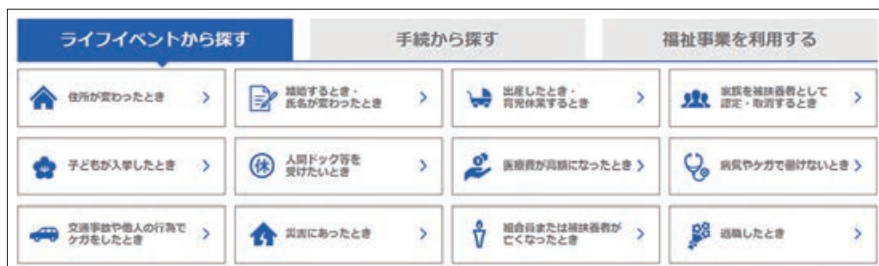 ライフイベントから探す
手続から探す
福祉事業を利用する
住所が変わったとき
結婚するとき・
氏名が変わったとき
出産したとき・
育児休業するとき
家族を被扶養者として
認定・取消するとき
子どもが入学したとき
休
人間ドック等を
受けたいとき
医療費が高額になったとき
病気やケガで働けないとき
交通事故や他人の行為で
ケガをしたとき
災害にあったとき
組合員または被扶養者が
亡くなったとき
退職したとき